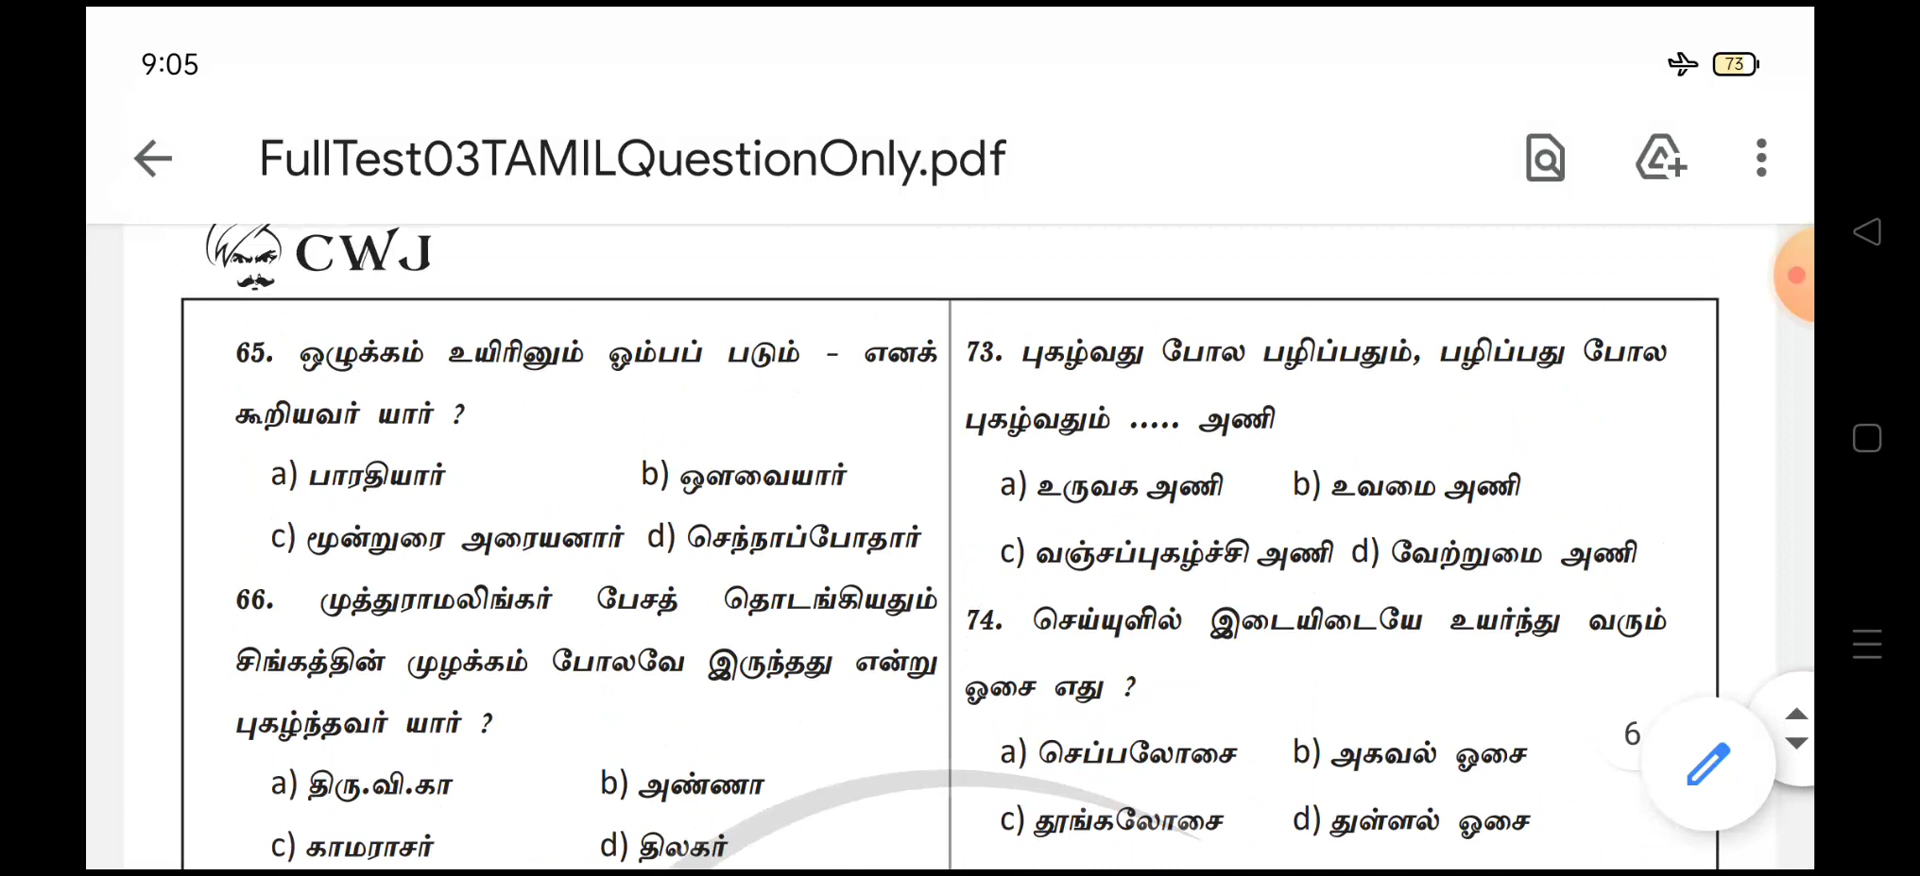 9:05
73
FullTest03TAMILQuestionOnly.pdf
CWJ
65. ஒழுக்கம் உயிரினும் ஓம்பப் படும் - எனக்
கூறியவர் யார் ?
a) பாரதியார் b) ஔவையார்
c) மூன்றுரை அரையனார் d) செந்நாப்போதார்
66. முத்துராமலிங்கர் பேசத் தொடங்கியதும்
சிங்கத்தின் முழக்கம் போலவே இருந்தது என்று
புகழ்ந்தவர் யார் ?
a) திரு.வி.கா b) அண்ணா
c) காமராசர் d) திலகர்
73. புகழ்வது போல பழிப்பதும், பழிப்பது போல
புகழ்வதும் ..... அணி
a) உருவக அணி b) உவமை அணி
c) வஞ்சப்புகழ்ச்சி அணி d) வேற்றுமை அணி
74. செய்யுளில் இடையிடையே உயர்ந்து வரும்
ஓசை எது ?
a) செப்பலோசை b) அகவல் ஓசை
c) தூங்கலோசை d) துள்ளல் ஓசை
6